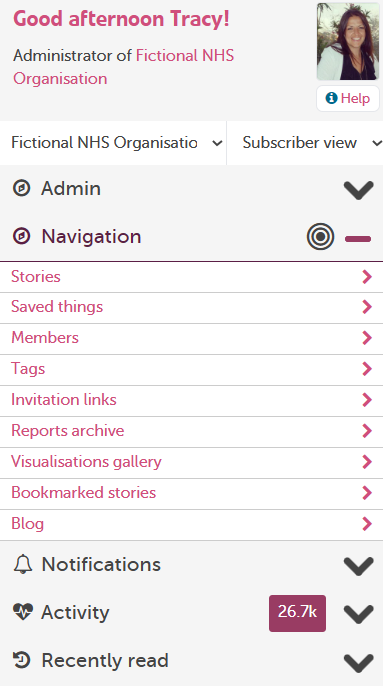 Good afternoon Tracy!
Administrator of Fictional NHS
Organisation
Help
Fictional NHS Organisatio
Subscriber view
Admin
Navigation
Stories
Saved things
Members
Tags
Invitation links
Reports archive
Visualisations gallery
Bookmarked stories
Blog
Notifications
Activity 26.7k
Recently read